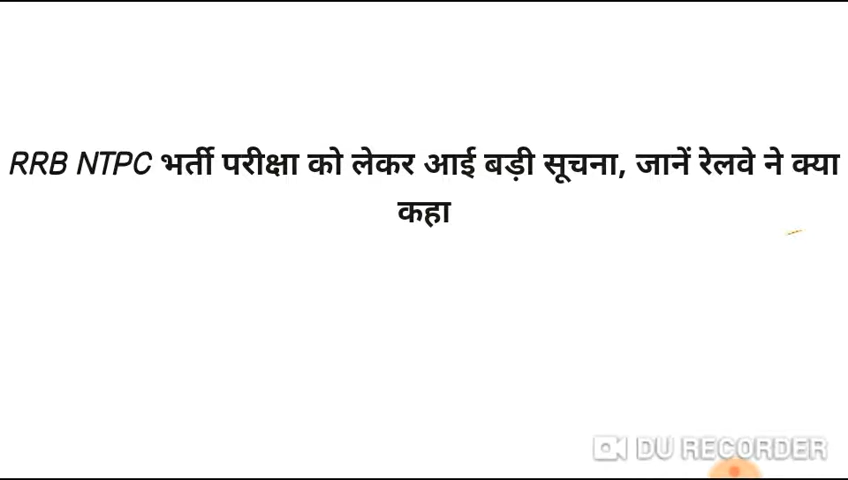 RRB NTPC भर्ती परीक्षा को लेकर आई बड़ी सूचना, जानें रेलवे ने क्या
कहा
DU RECORDER